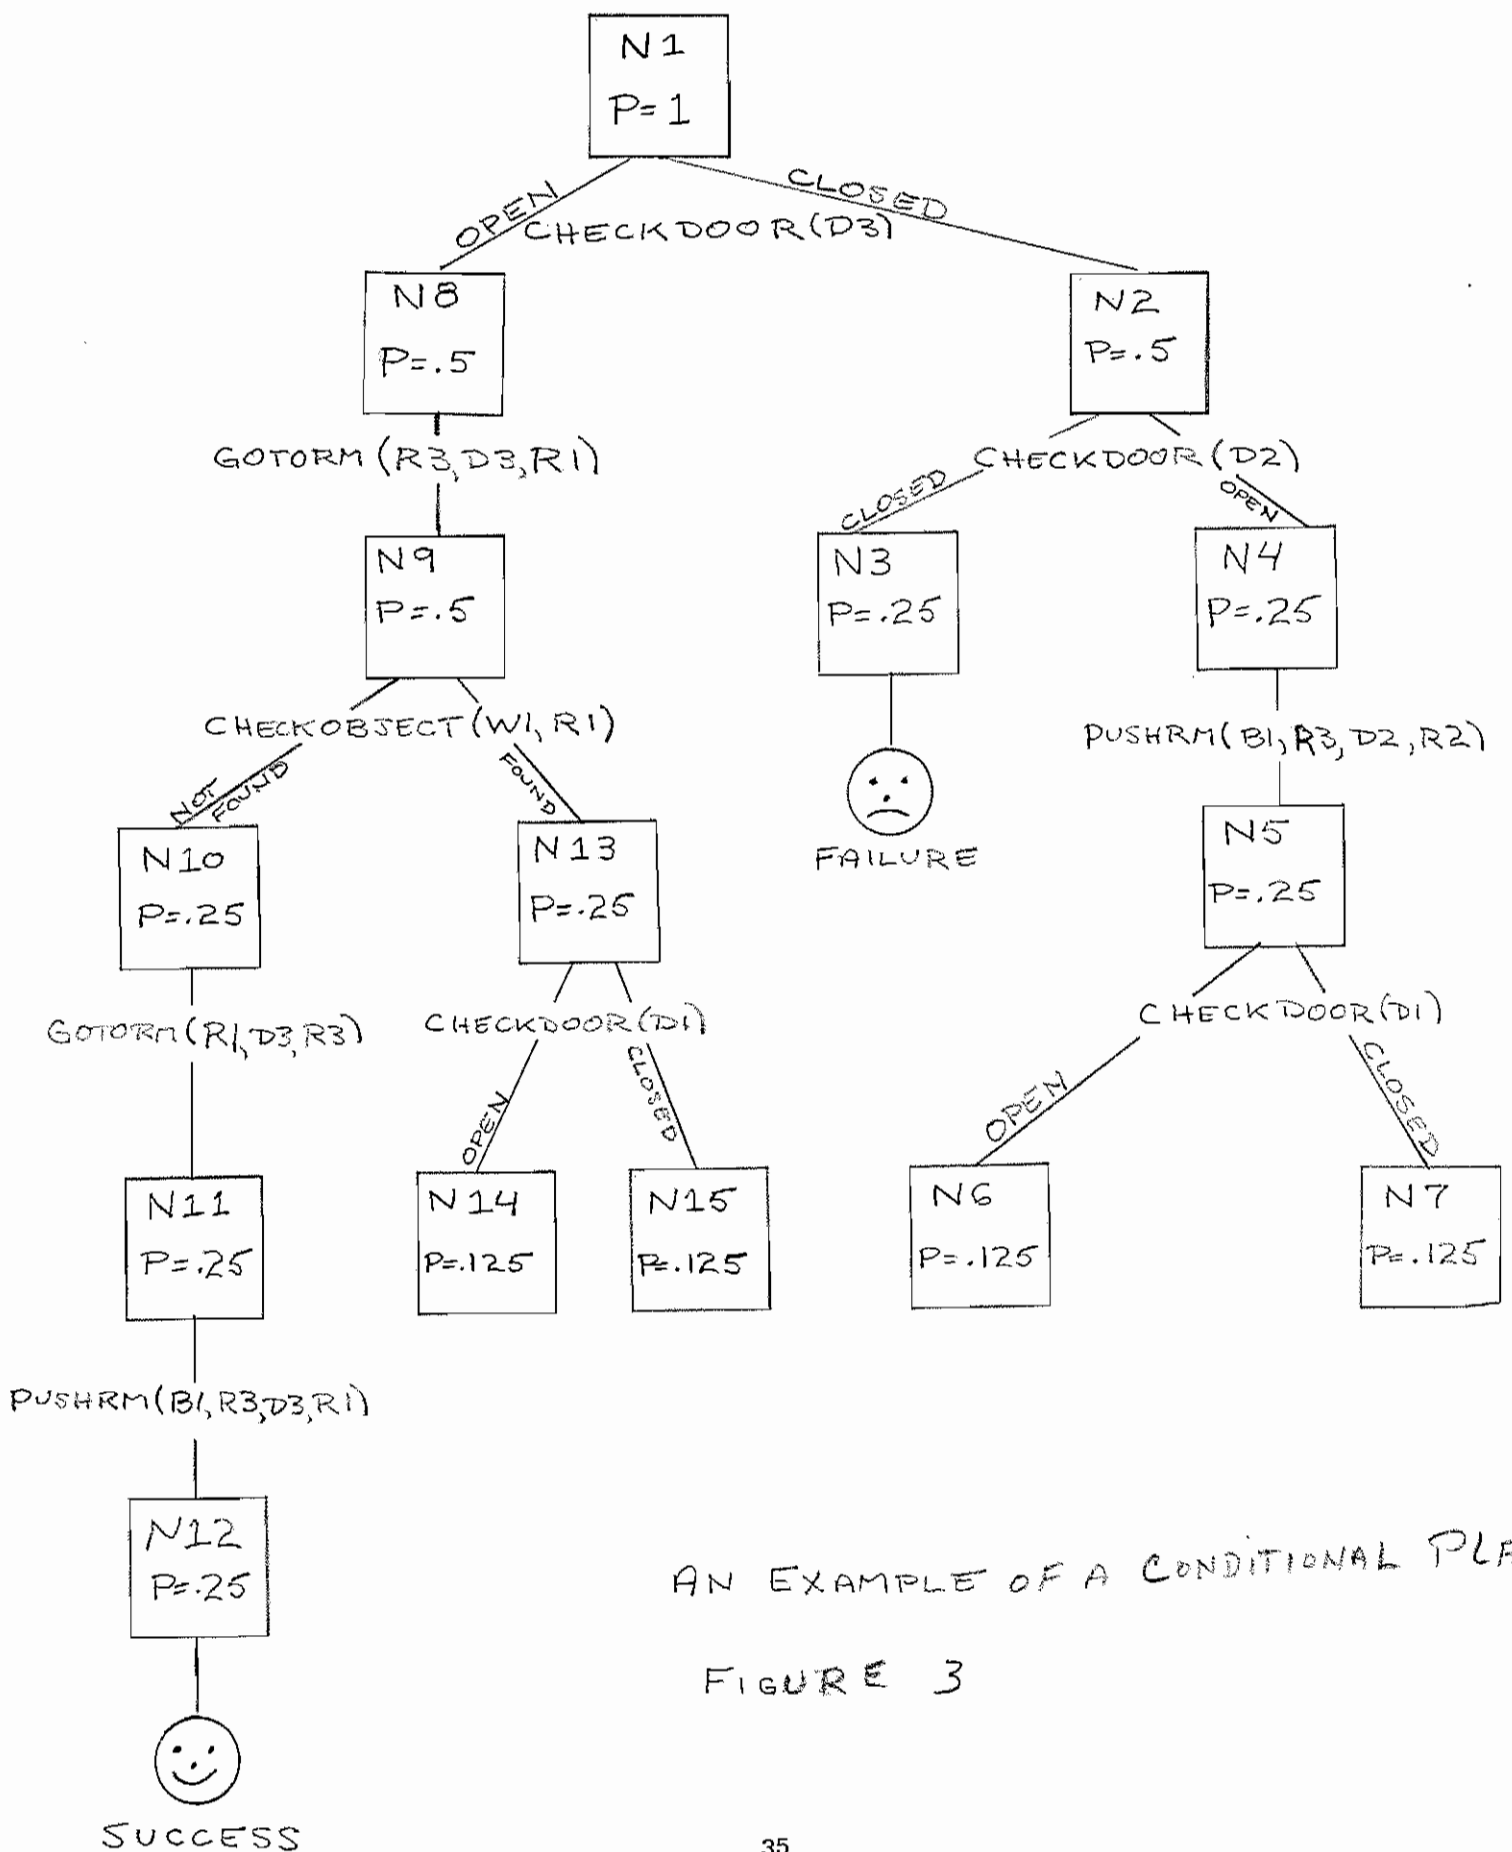 N1
P=1
OPEN
CLOSED
CHECKDOOR(D3)
N8
P=.5
N2
P=.5
GOTORM(R3,D3,R1)
CHECKDOOR(D2)
CLOSED
OPEN
N9
P=.5
N3
P=.25
N4
P=.25
CHECKOBJECT(W1,R1)
PUSHRM(B1,R3,D2,R2)
NOT
FOUND
FOUND
N10
P=.25
N13
P=.25
FAILURE
N5
P=.25
GOTORM(R1,D3,R3)
CHECKDOOR(D1)
CHECKDOOR(D1)
OPEN
CLOSED
OPEN
CLOSED
N11
P=.25
N14
P=.125
N15
P=.125
N6
P=.125
N7
P=.125
PUSHRM(B1,R3,D3,R1)
N12
P=.25
AN EXAMPLE OF A CONDITIONAL
FIGURE 3
SUCCESS
35